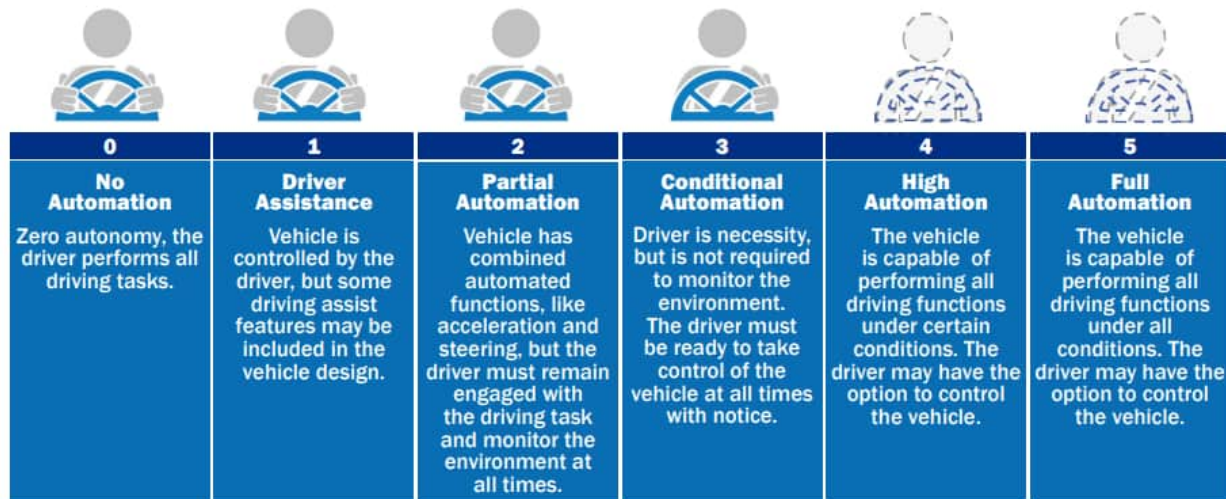 0
No
Automation
Zero autonomy, the
driver performs all
driving tasks.
1
Driver
Assistance
Vehicle is
controlled by the
driver, but some
driving assist
features may be
included in the
vehicle design.
2
Partial
Automation
Vehicle has
combined
automated
functions, like
acceleration and
steering, but the
driver must remain
engaged with
the driving task
and monitor the
environment at
all times.
3
Conditional
Automation
Driver is necessity,
but is not required
to monitor the
environment.
The driver must
be ready to take
control of the
vehicle at all times
with notice.
4
High
Automation
The vehicle
is capable of
performing all
driving functions
under certain
conditions. The
driver may have the
option to control
the vehicle.
5
Full
Automation
The vehicle
is capable of
performing all
driving functions
under all
conditions. The
driver may have the
option to control
the vehicle.